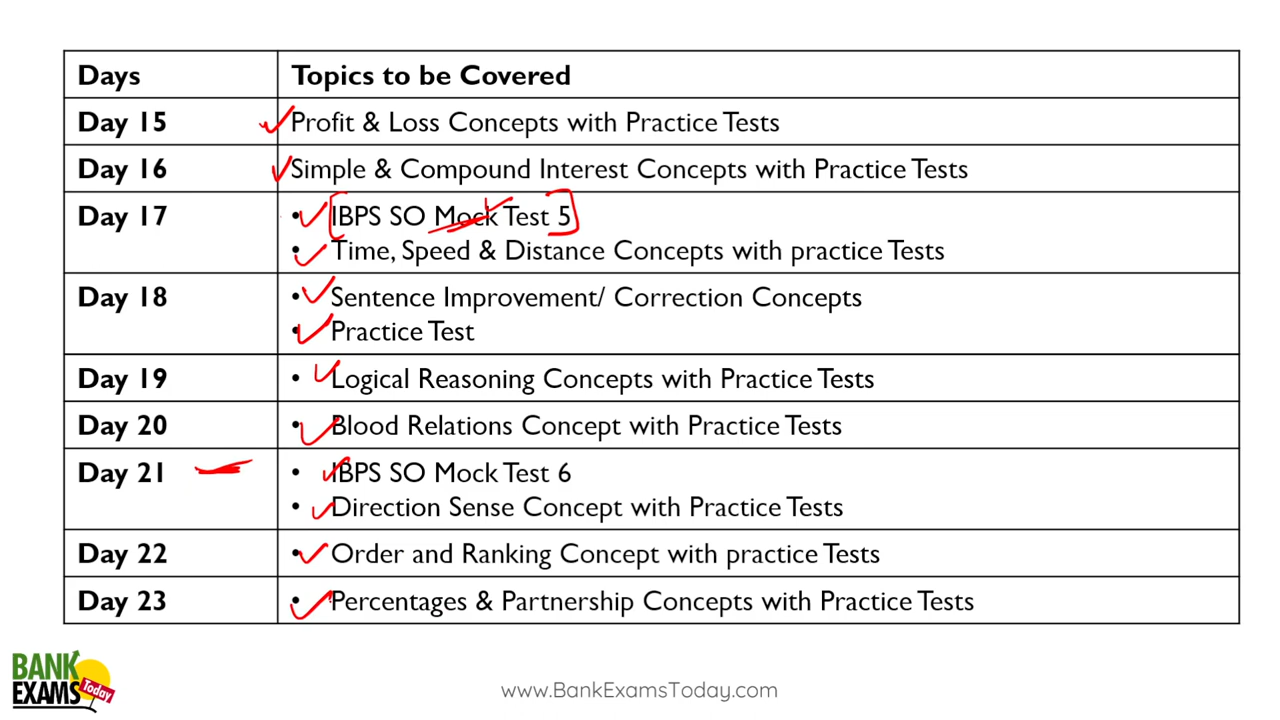 Days Topics to be Covered
Day 15 Profit & Loss Concepts with Practice Tests
Day 16 Simple & Compound Interest Concepts with Practice Tests
Day 17 • IBPS SO Mock Test 5
• Time, Speed & Distance Concepts with practice Tests
Day 18 • Sentence Improvement/ Correction Concepts
• Practice Test
Day 19 • Logical Reasoning Concepts with Practice Tests
Day 20 • Blood Relations Concept with Practice Tests
Day 21 • IBPS SO Mock Test 6
• Direction Sense Concept with Practice Tests
Day 22 • Order and Ranking Concept with practice Tests
Day 23 • Percentages & Partnership Concepts with Practice Tests
BANK
EXAMS Today
www.BankExamsToday.com